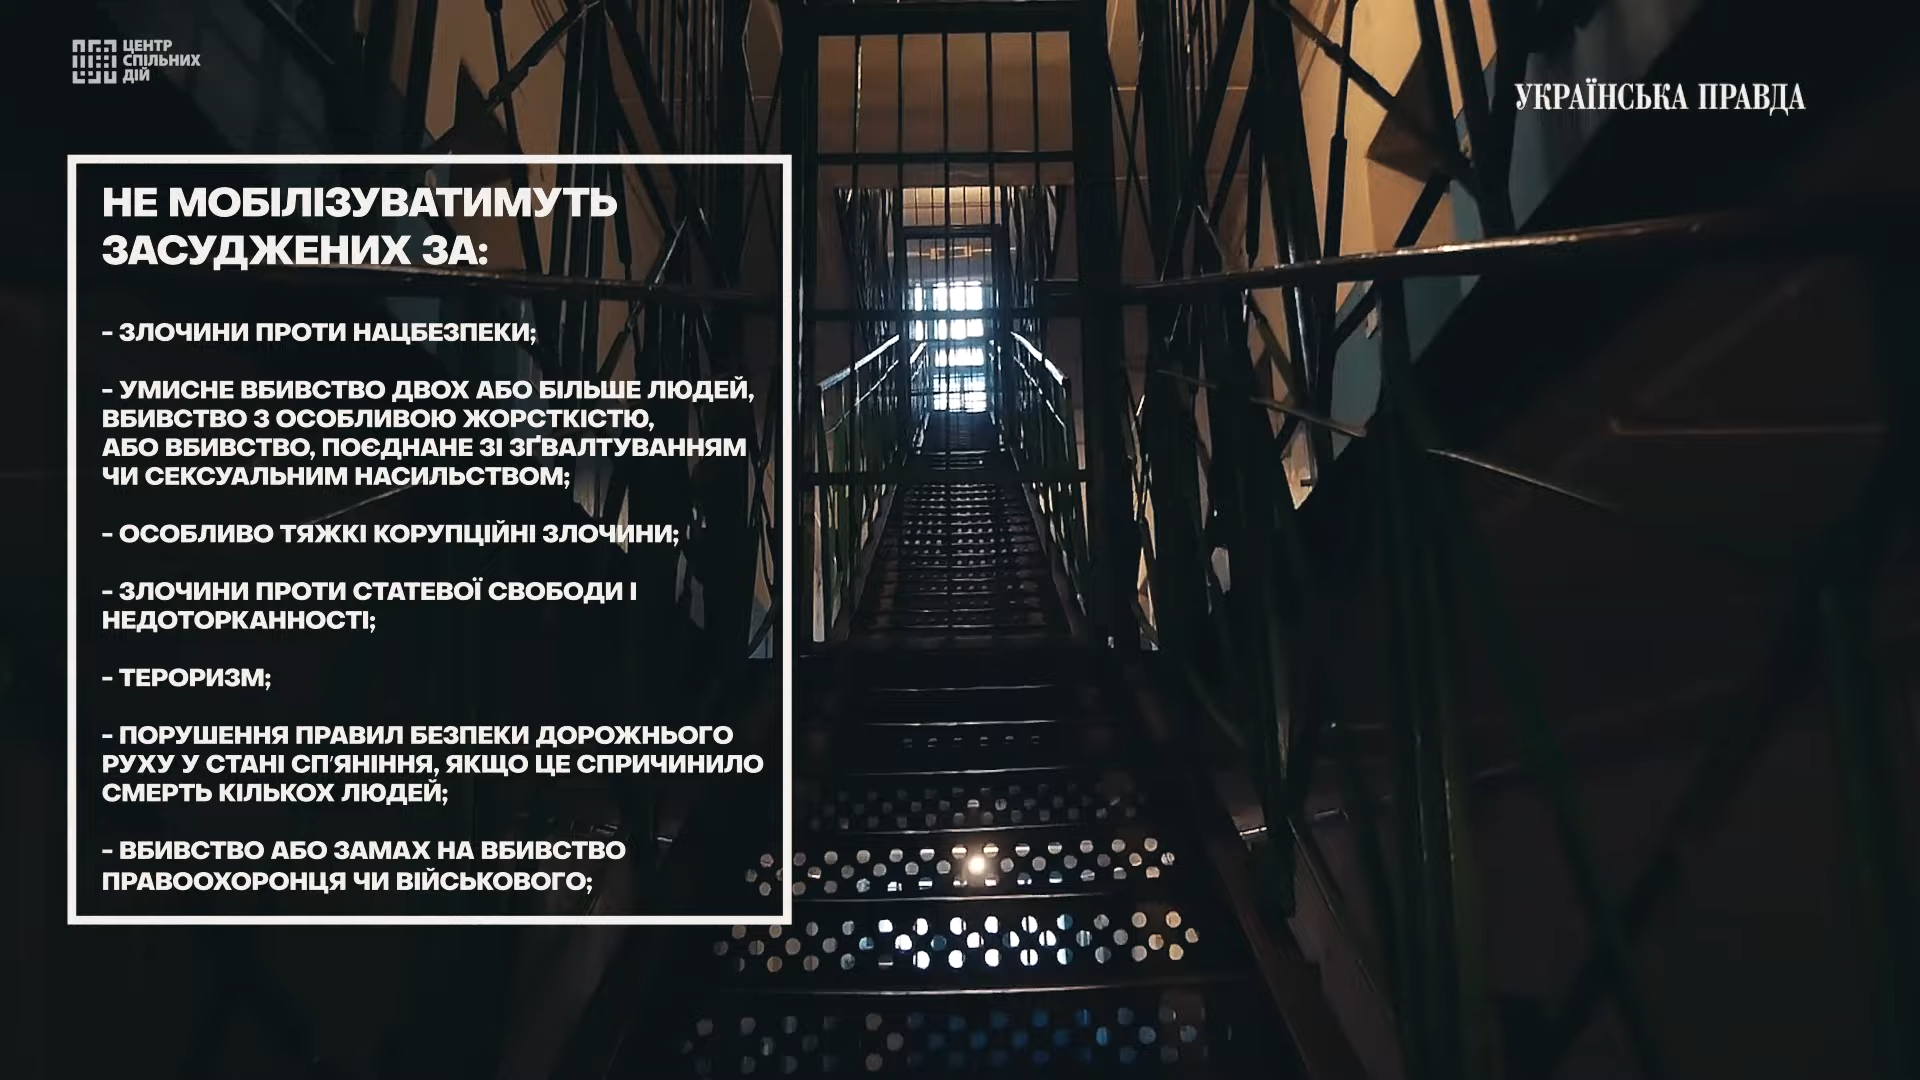 ЦЕНТР
СПІЛЬНИХ
ДІЙ
УКРАЇНСЬКА ПРАВДА
НЕ МОБІЛІЗУВАТИМУТЬ
ЗАСУДЖЕНИХ ЗА:
- ЗЛОЧИНИ ПРОТИ НАЦБЕЗПЕКИ;
- УМИСНЕ ВБИВСТВО ДВОХ АБО БІЛЬШЕ ЛЮДЕЙ,
ВБИВСТВО З ОСОБЛИВОЮ ЖОРСТКІСТЮ,
АБО ВБИВСТВО, ПОЄДНАНЕ ЗІ ЗҐВАЛТУВАННЯМ
ЧИ СЕКСУАЛЬНИМ НАСИЛЬСТВОМ;
- ОСОБЛИВО ТЯЖКІ КОРУПЦІЙНІ ЗЛОЧИНИ;
- ЗЛОЧИНИ ПРОТИ СТАТЕВОЇ СВОБОДИ І
НЕДОТОРКАННОСТІ;
- ТЕРОРИЗМ;
- ПОРУШЕННЯ ПРАВИЛ БЕЗПЕКИ ДОРОЖНЬОГО
РУХУ У СТАНІ СП'ЯНІННЯ, ЯКЩО ЦЕ СПРИЧИНИЛО
СМЕРТЬ КІЛЬКОХ ЛЮДЕЙ;
- ВБИВСТВО АБО ЗАМАХ НА ВБИВСТВО
ПРАВООХОРОНЦЯ ЧИ ВІЙСЬКОВОГО;